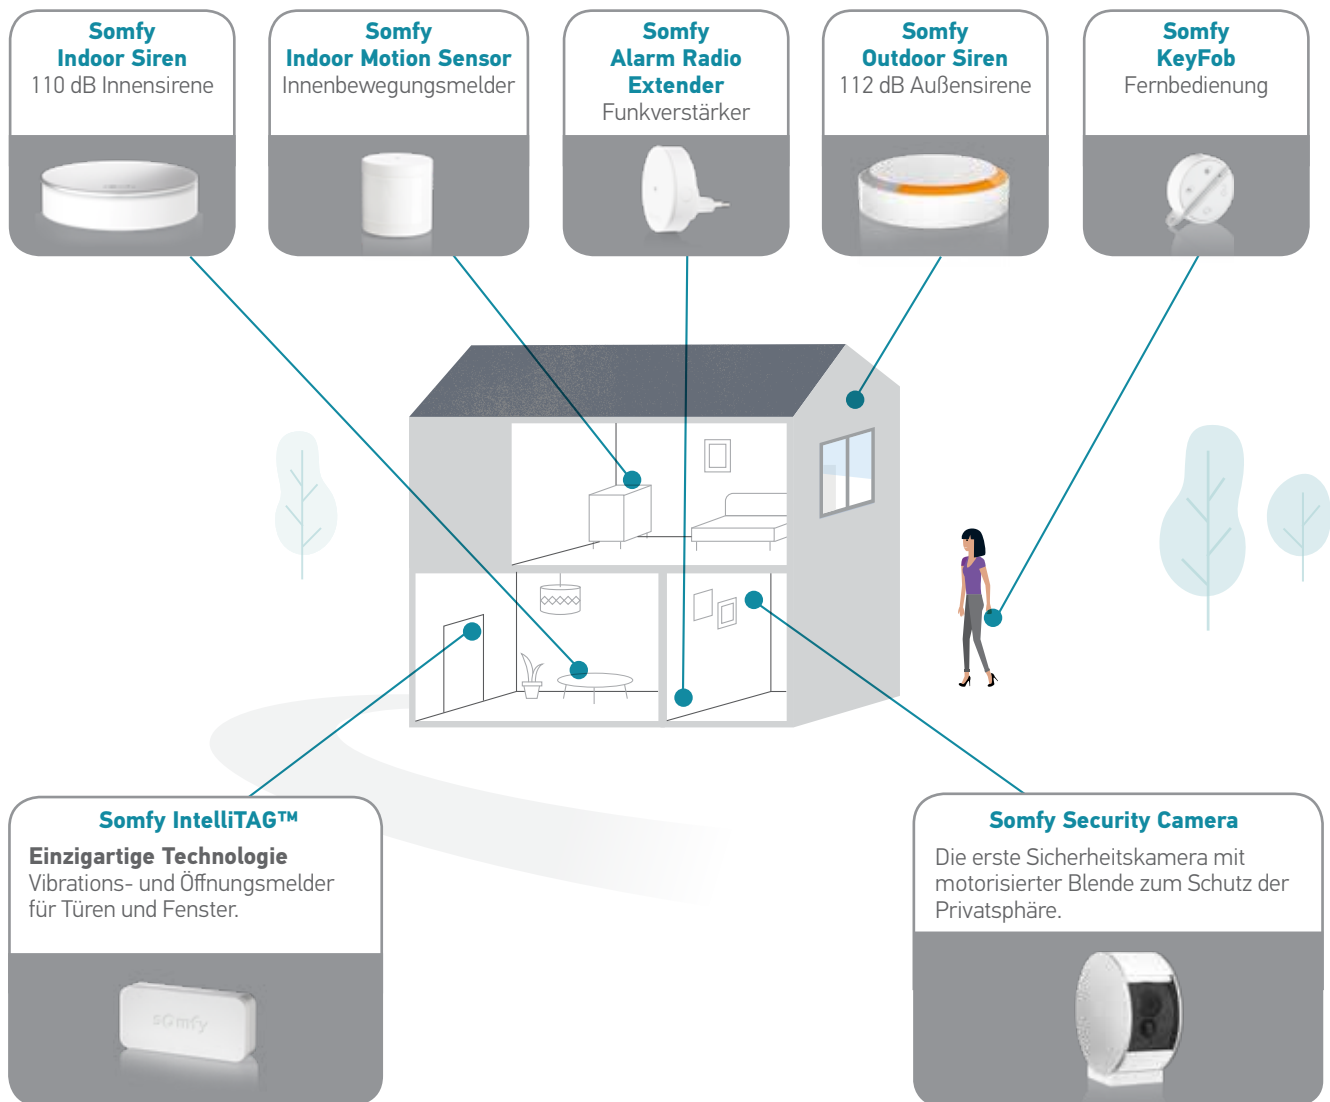 Somfy
Indoor Siren
110 dB Innensirene
Somfy
Indoor Motion Sensor
Innenbewegungsmelder
Somfy
Alarm Radio
Extender
Funkverstärker
Somfy
Outdoor Siren
112 dB Außensirene
Somfy
KeyFob
Fernbedienung
Somfy IntelliTAG™
Einzigartige Technologie
Vibrations- und Öffnungsmelder
für Türen und Fenster.
somfy
Somfy Security Camera
Die erste Sicherheitskamera mit
motorisierter Blende zum Schutz der
Privatsphäre.